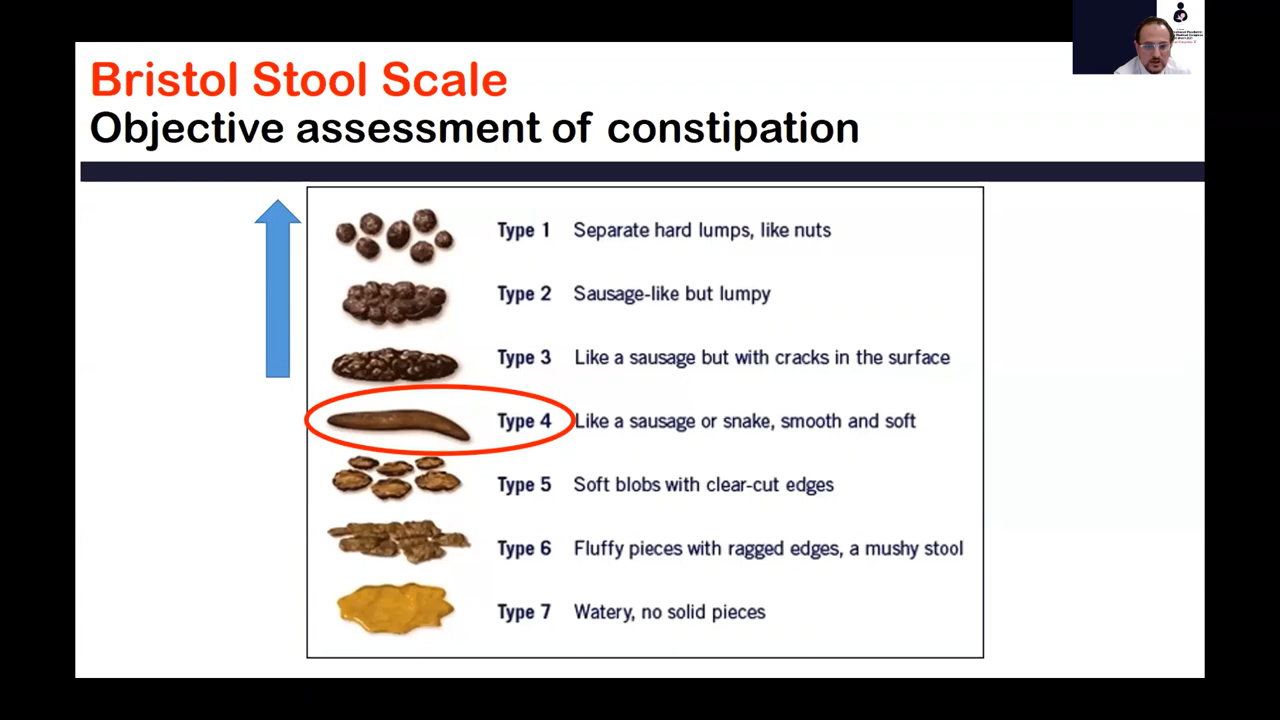 Bristol Stool Scale
Objective assessment of constipation
Type 1 Separate hard lumps, like nuts
Type 2 Sausage-like but lumpy
Type 3 Like a sausage but with cracks in the surface
Type 4 Like a sausage or snake, smooth and soft
Type 5 Soft blobs with clear-cut edges
Type 6 Fluffy pieces with ragged edges, a mushy stool
Type 7 Watery, no solid pieces